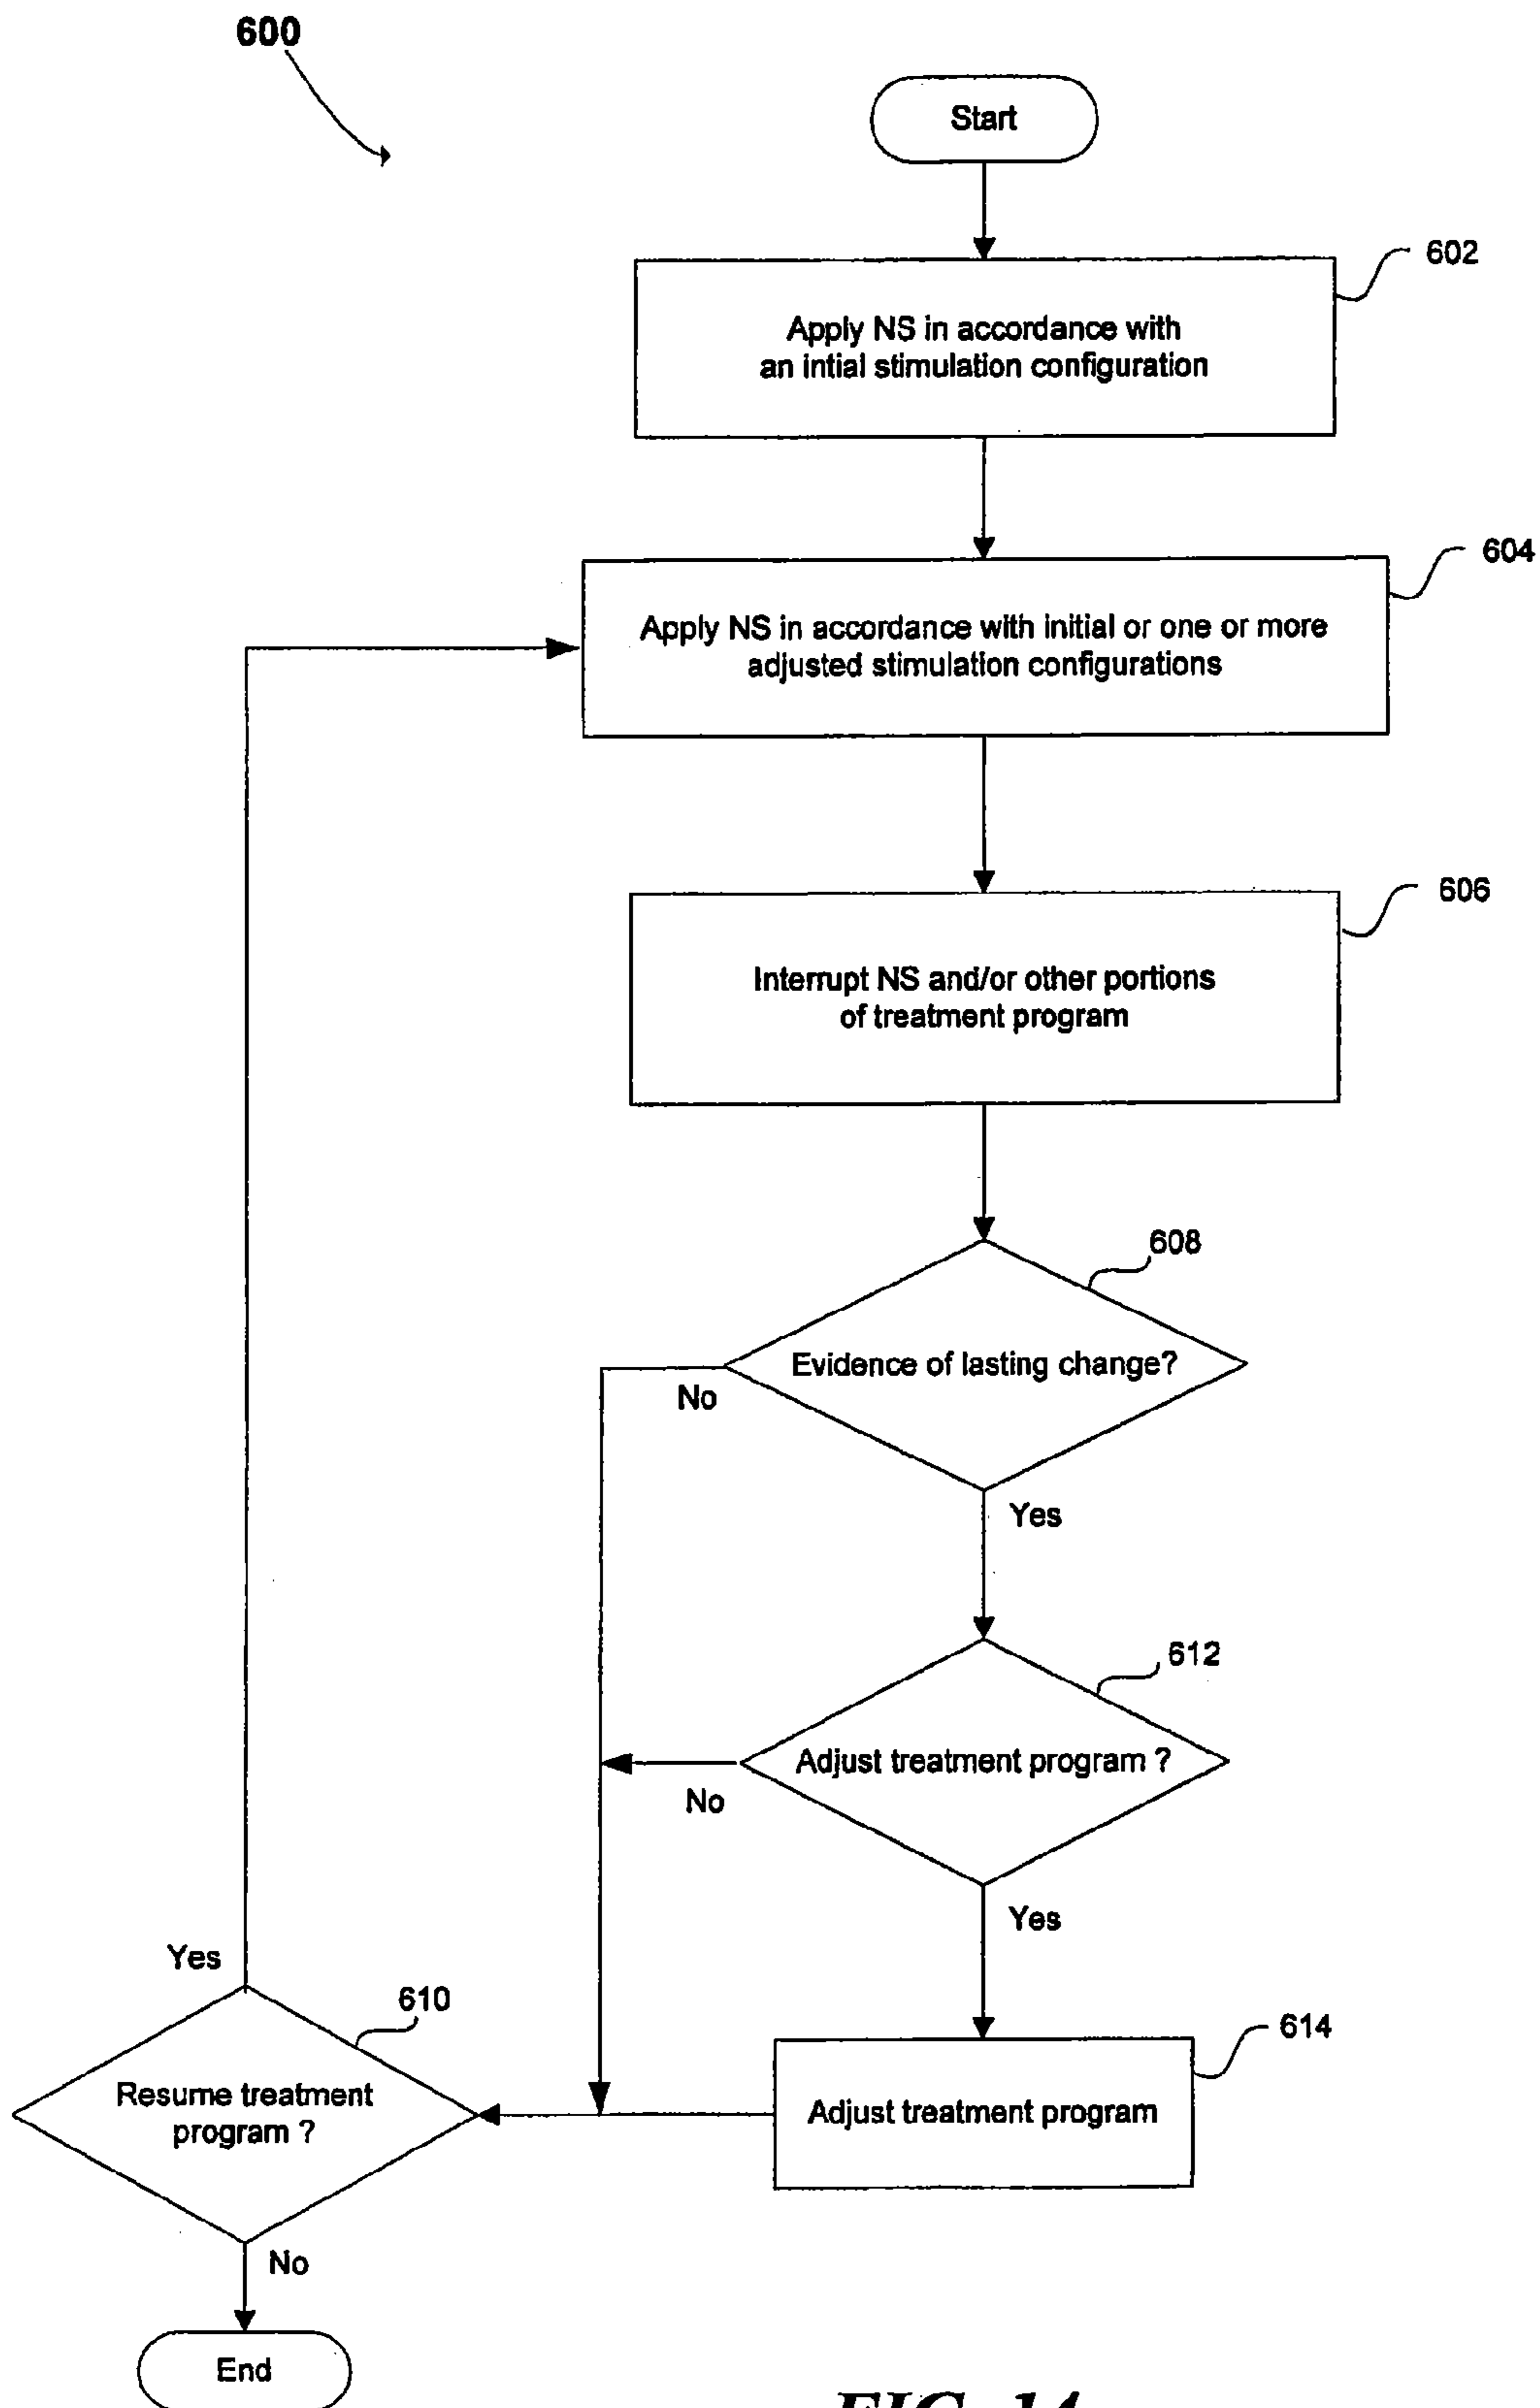 600
Start
602
Apply NS in accordance with
an intial stimulation configuration
604
Apply NS in accordance with initial or one or more
adjusted stimulation configurations
606
Interrupt NS and/or other portions
of treatment program
608
Evidence of lasting change?
No
Yes
612
Adjust treatment program ?
No
Yes
Yes
610
614
Resume treatment
program ?
Adjust treatment program
No
End
FIG. 14